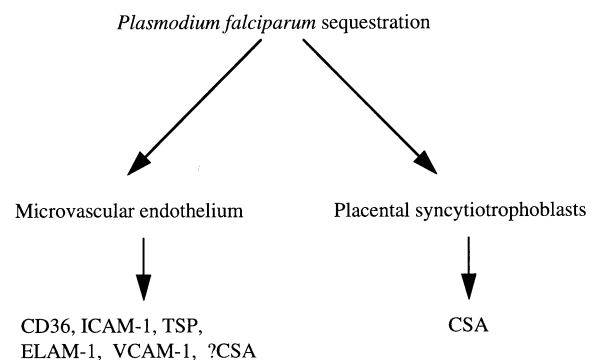 Plasmodium falciparum sequestration
Microvascular endothelium
Placental syncytiotrophoblasts
CD36, ICAM-1, TSP,
ELAM-1, VCAM-1, ?CSA
CSA